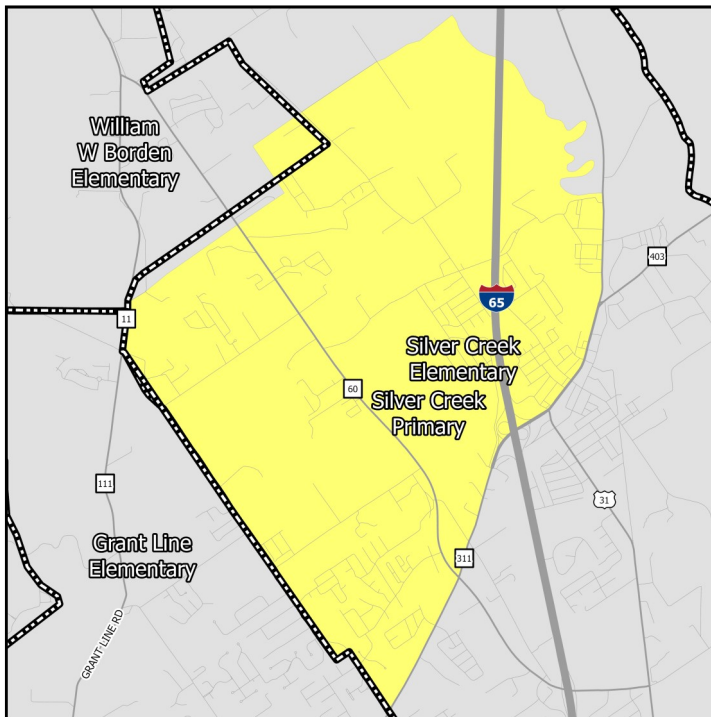 William
W Borden
Elementary
403
65
11
Silver Creek
Elementary
60
Silver Creek
Primary
111
31
Grant Line
Elementary
311
GRANT LINE RD